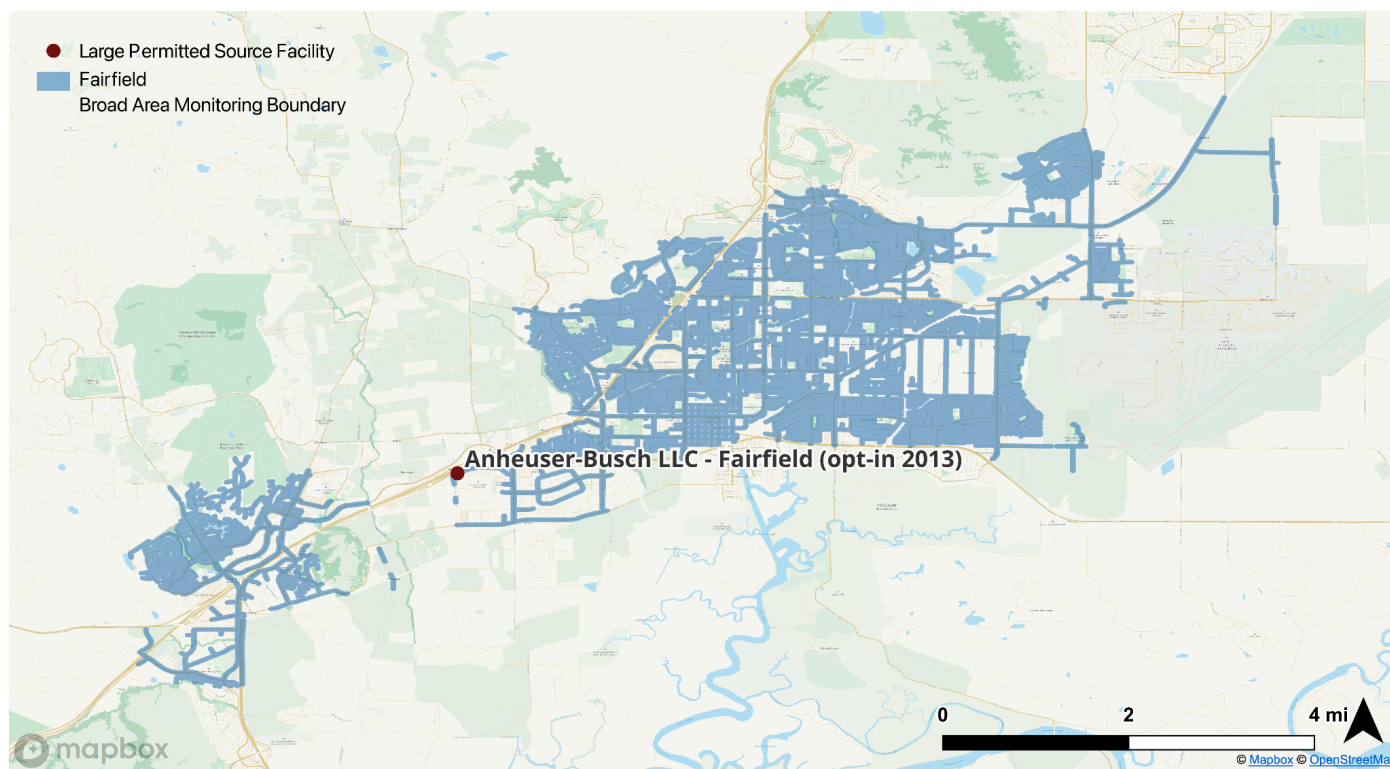 Large Permitted Source Facility
Fairfield
Broad Area Monitoring Boundary
Anheuser-Busch LLC - Fairfield (opt-in 2013)
0 2 4 mi
mapbox
© Mapbox © OpenStreetMa